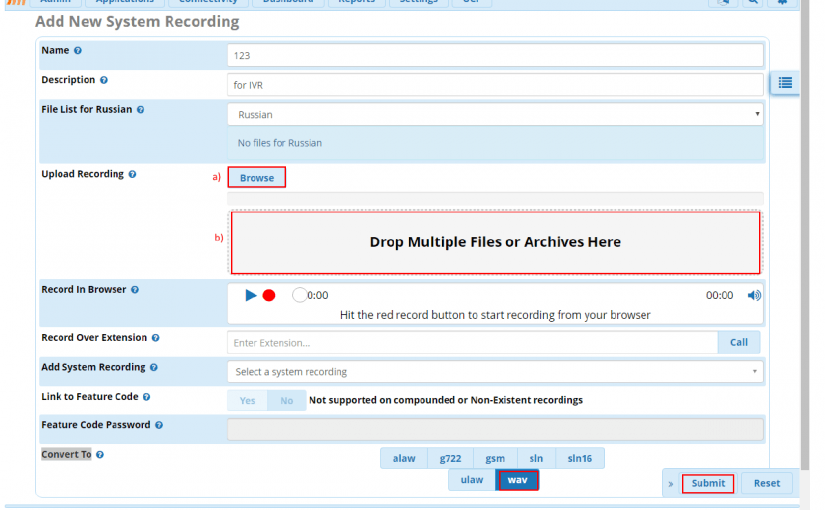 Admin Applications Connectivity Dashboard Reports Settings UCP
Add New System Recording
Name
123
Description
for IVR
File List for Russian
Russian
No files for Russian
Upload Recording
a) Browse
b) Drop Multiple Files or Archives Here
Record In Browser
0:00 00:00
Hit the red record button to start recording from your browser
Record Over Extension
Enter Extension... Call
Add System Recording
Select a system recording
Link to Feature Code
Yes No Not supported on compounded or Non-Existent recordings
Feature Code Password
Convert To
alaw g722 gsm sln sln16
ulaw wav
» Submit Reset